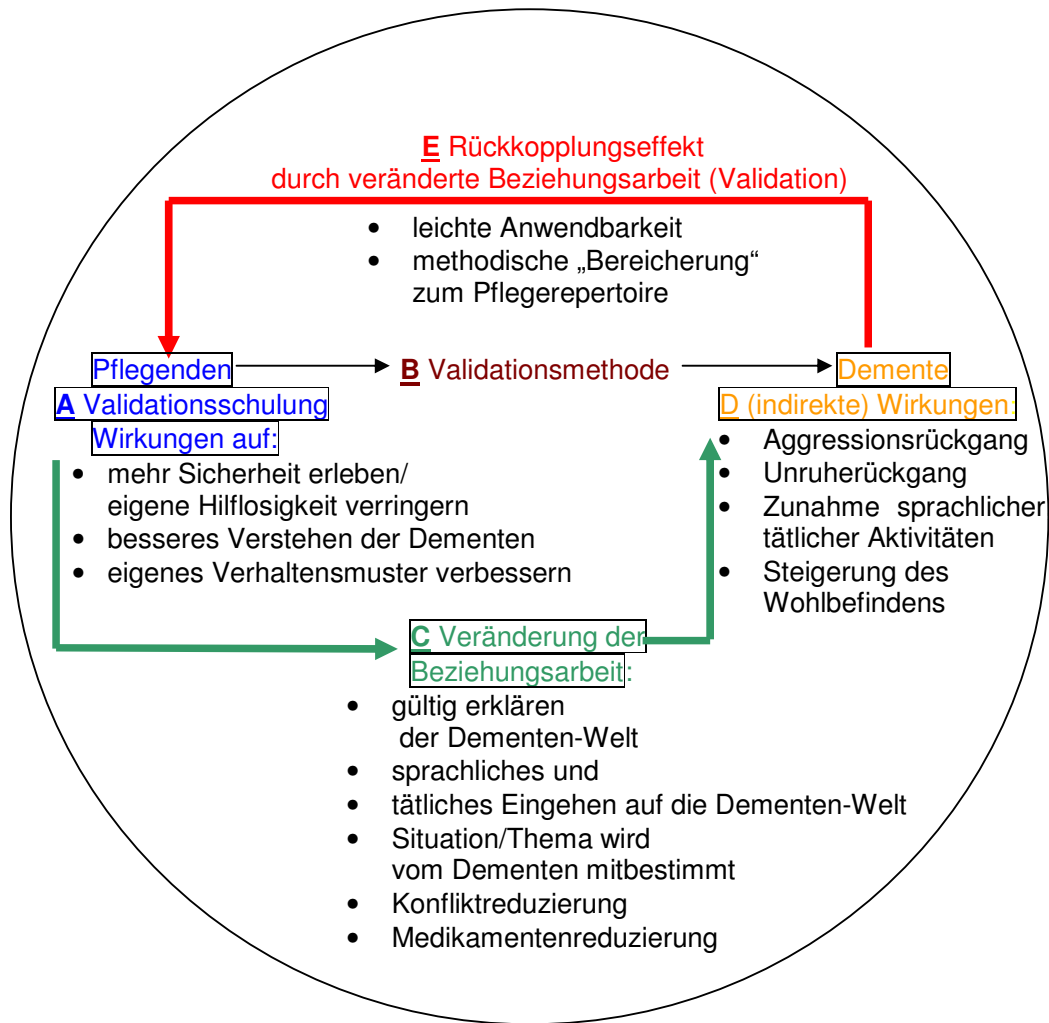 E Rückkopplungseffekt
durch veränderte Beziehungsarbeit (Validation)
• leichte Anwendbarkeit
• methodische „Bereicherung“
zum Pflegerepertoire
Pflegenden
A Validationsschulung
Wirkungen auf:
• mehr Sicherheit erleben/
eigene Hilflosigkeit verringern
• besseres Verstehen der Dementen
• eigenes Verhaltensmuster verbessern
B Validationsmethode
Demente
D (indirekte) Wirkungen:
• Aggressionsrückgang
• Unruherückgang
• Zunahme sprachlicher
tätlicher Aktivitäten
• Steigerung des
Wohlbefindens
C Veränderung der
Beziehungsarbeit:
• gültig erklären
der Dementen-Welt
• sprachliches und
• tätliches Eingehen auf die Dementen-Welt
• Situation/Thema wird
vom Dementen mitbestimmt
• Konfliktreduzierung
• Medikamentenreduzierung